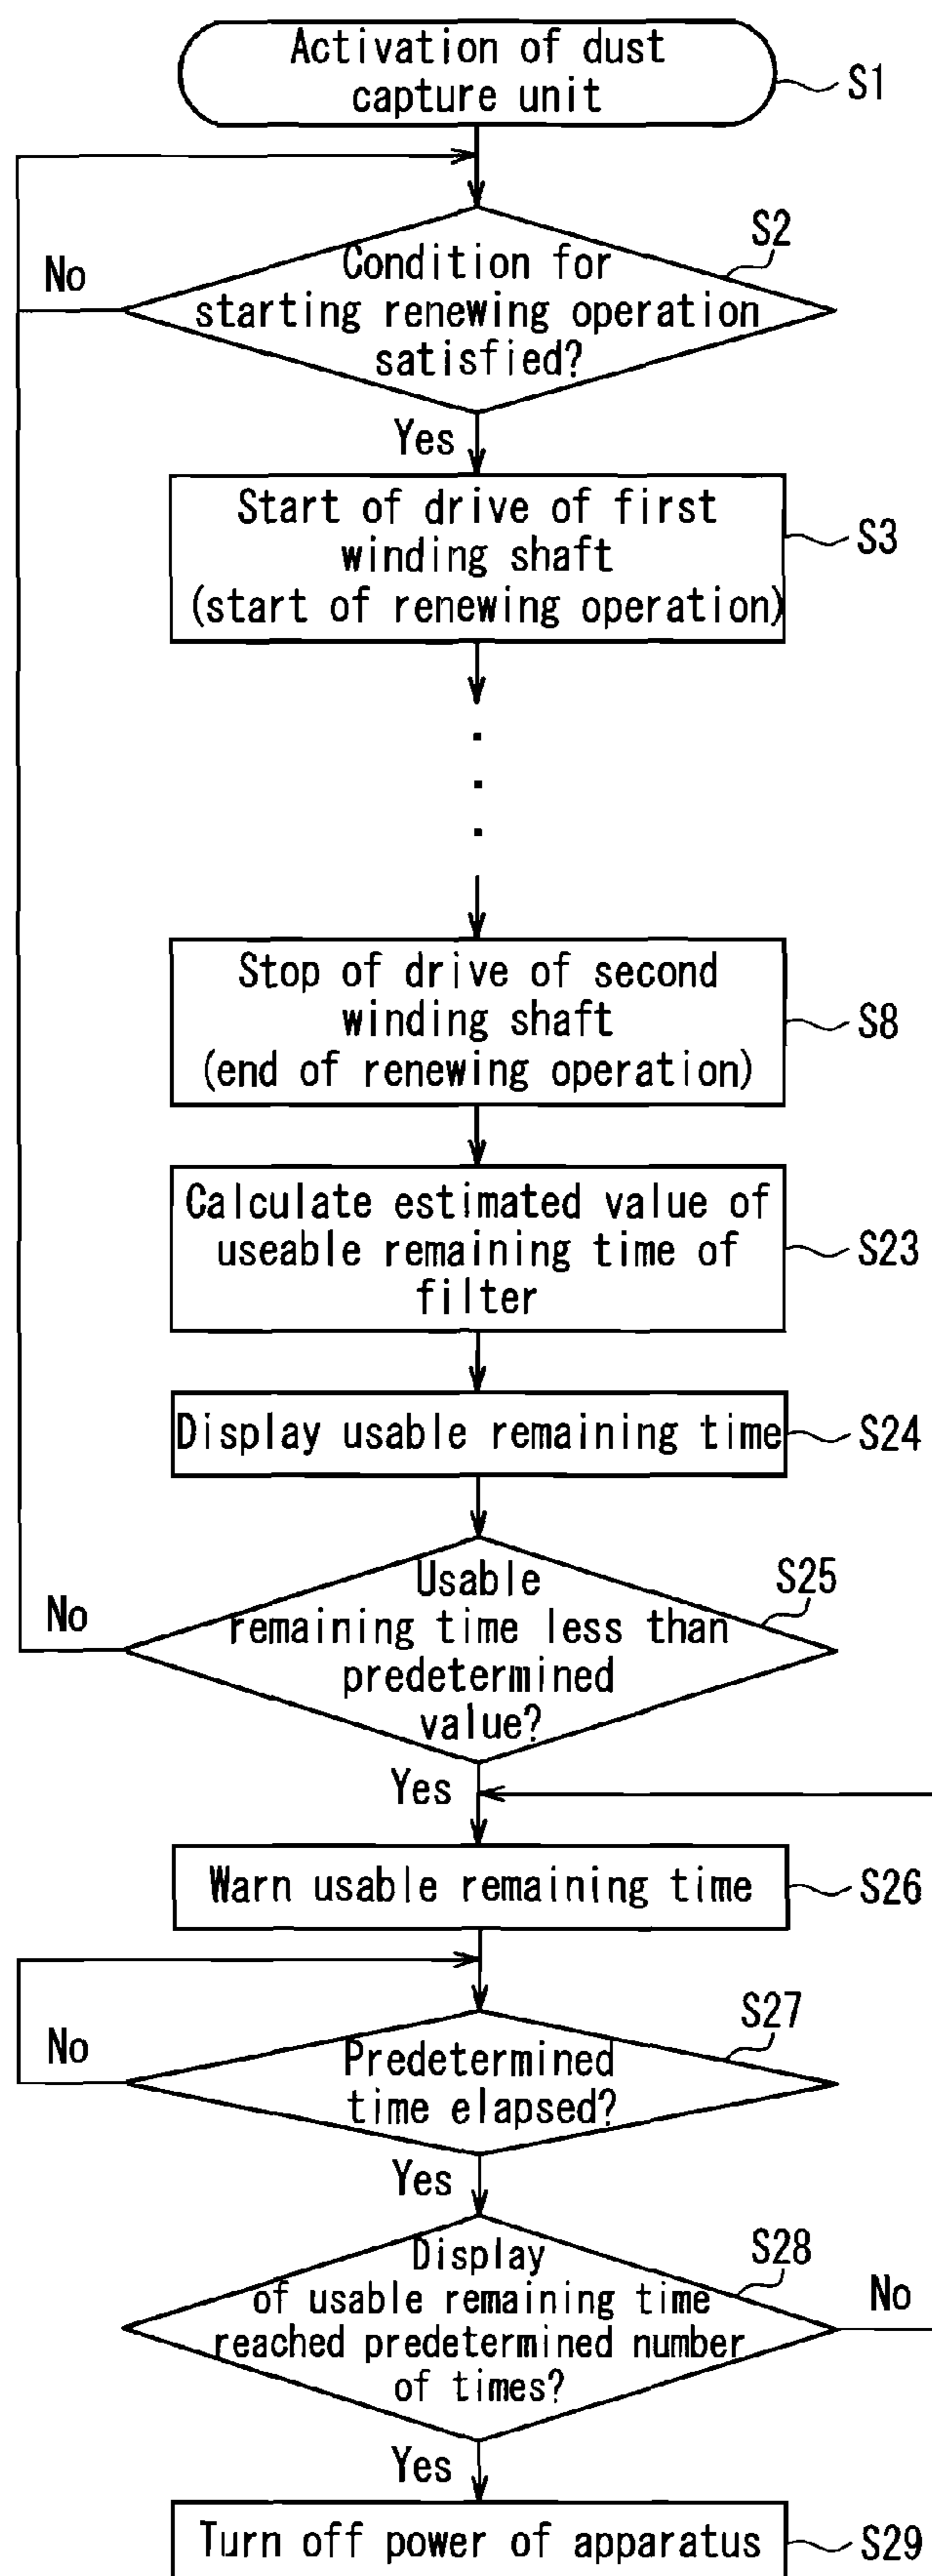 Activation of dust
capture unit
S1
S2
No
Condition for
starting renewing operation
satisfied?
Yes
Start of drive of first
winding shaft
(start of renewing operation)
S3
Stop of drive of second
winding shaft
(end of renewing operation)
S8
Calculate estimated value of
useable remaining time of
filter
S23
Display usable remaining time
S24
S25
No
Usable
remaining time less than
predetermined
value?
Yes
Warn usable remaining time
S26
S27
No
Predetermined
time elapsed?
Yes
S28
No
Display
of usable remaining time
reached predetermined number
of times?
Yes
Turn off power of apparatus
S29